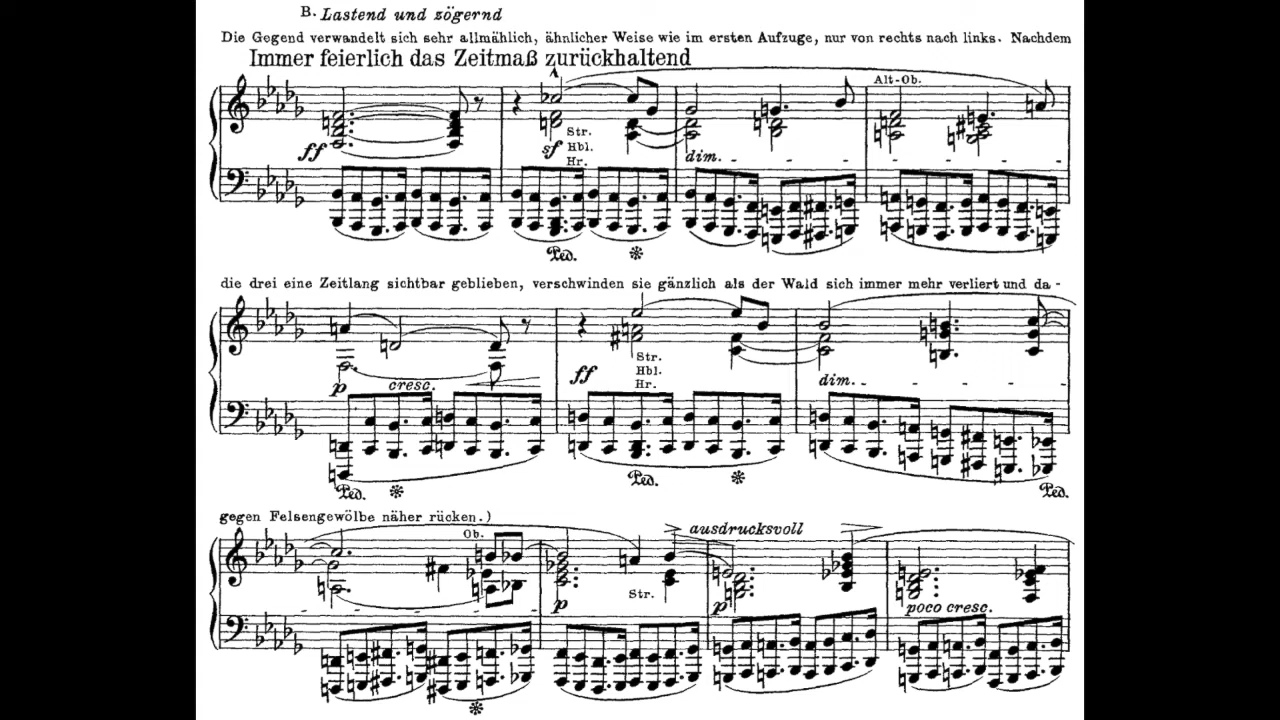 B. Lastend und zögernd
Die Gegend verwandelt sich sehr allmählich, ähnlicher Weise wie im ersten Aufzuge, nur von rechts nach links. Nachdem
Immer feierlich das Zeitmaß zurückhaltend
Alt-Ob.
ff
sf
Str.
Hbl.
Hr.
dim.
Ped.
die drei eine Zeitlang sichtbar geblieben, verschwinden sie gänzlich als der Wald sich immer mehr verliert und da-
p
cresc.
ff
Str.
Hbl.
Hr.
dim.
Ped.
Ped.
Ped.
gegen Felsengewölbe näher rücken.)
Ob.
ausdrucksvoll
p
Str.
p
poco cresc.